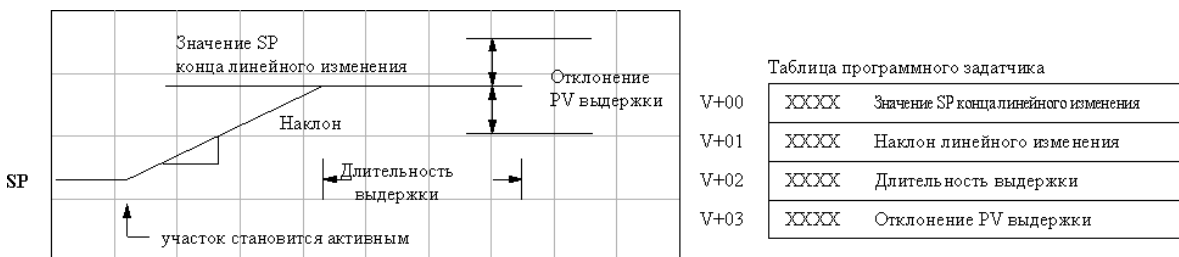 Значение SP
конца линейного изменения
Отклонение
PV выдержки
Наклон
Длительность
выдержки
SP
участок становится активным
Таблица программного задатчика
V+00 XXXX Значение SP конца линейного изменения
V+01 XXXX Наклон линейного изменения
V+02 XXXX Длительность выдержки
V+03 XXXX Отклонение PV выдержки